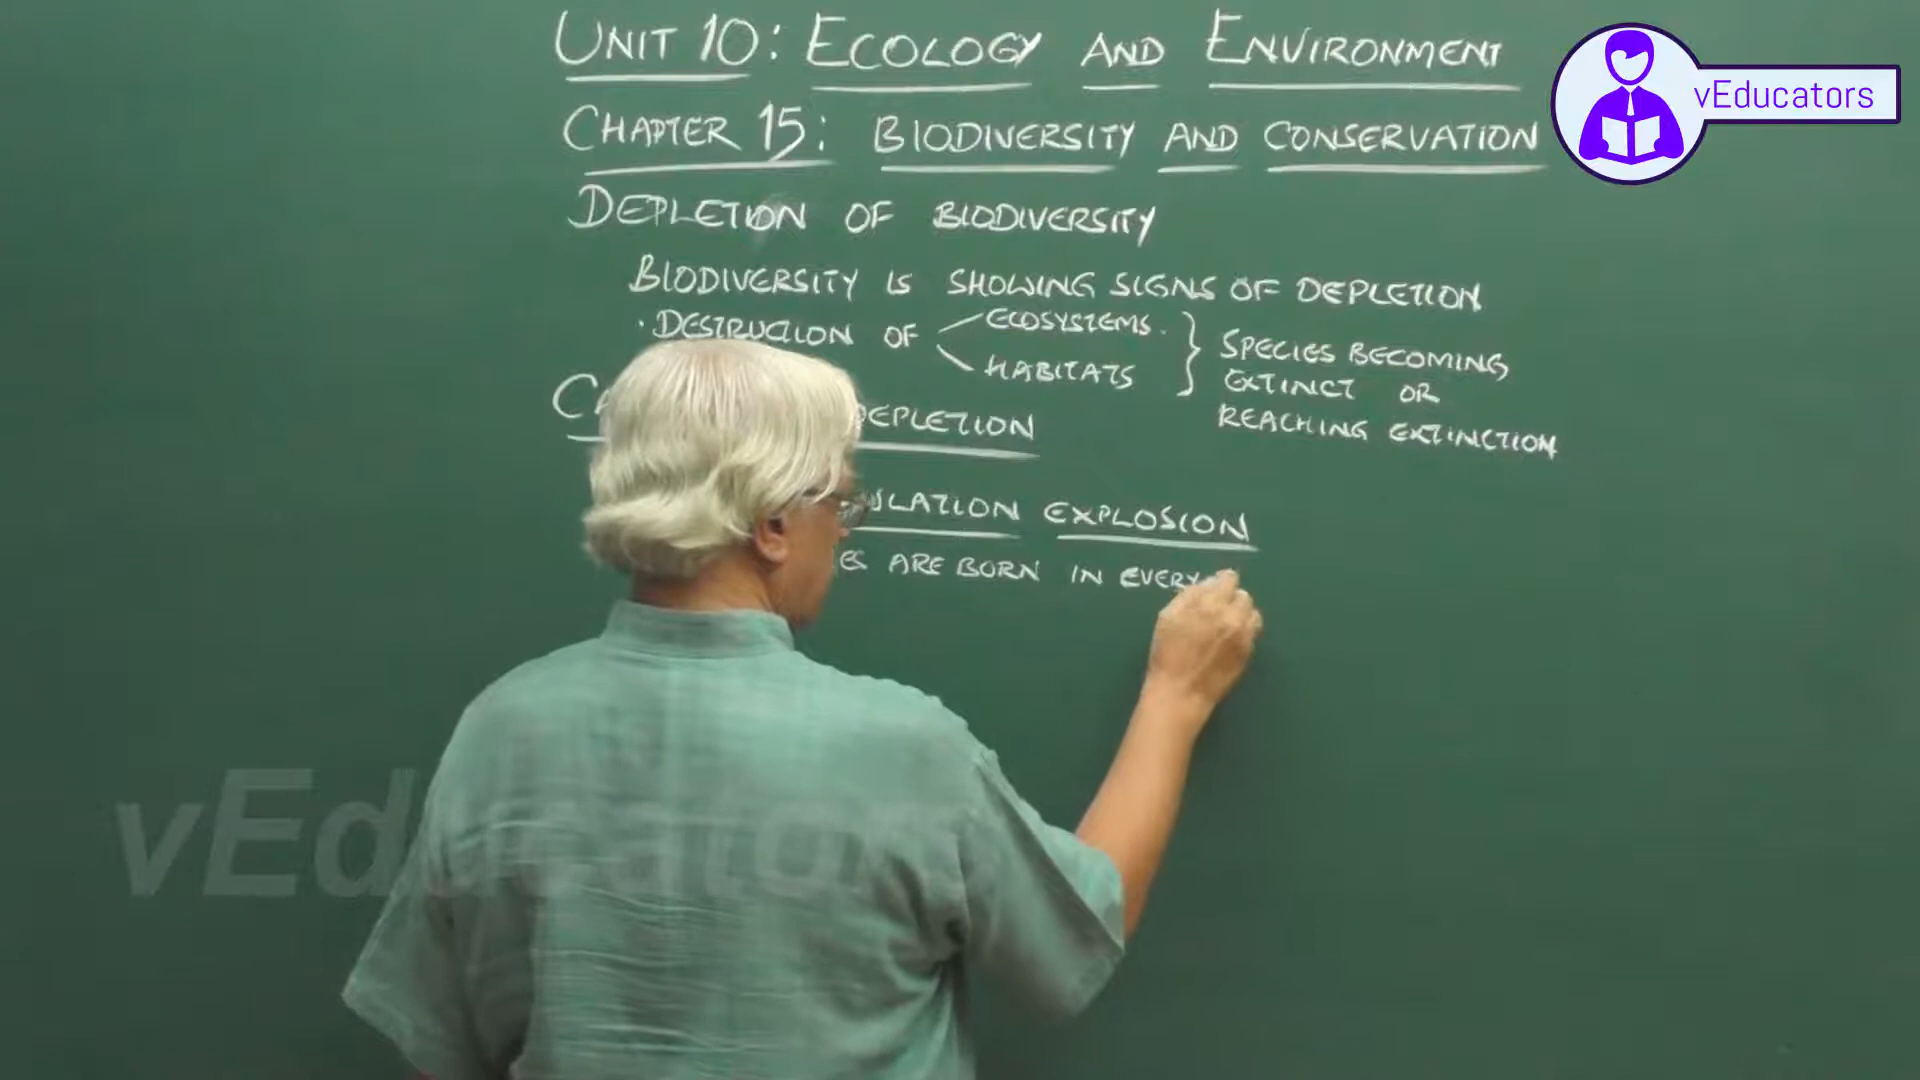 UNIT 10: ECOLOGY AND ENVIRONMENT
vEducators
CHAPTER 15: BIODIVERSITY AND CONSERVATION
DEPLETION OF BIODIVERSITY
BIODIVERSITY IS SHOWING SIGNS OF DEPLETION
· DESTRUCTION OF ECOSYSTEMS.
HABITATS
SPECIES BECOMING
EXTINCT OR
REACHING EXTINCTION
DEPLETION
EXPLOSION
ARE BORN IN EVERY
vEducators